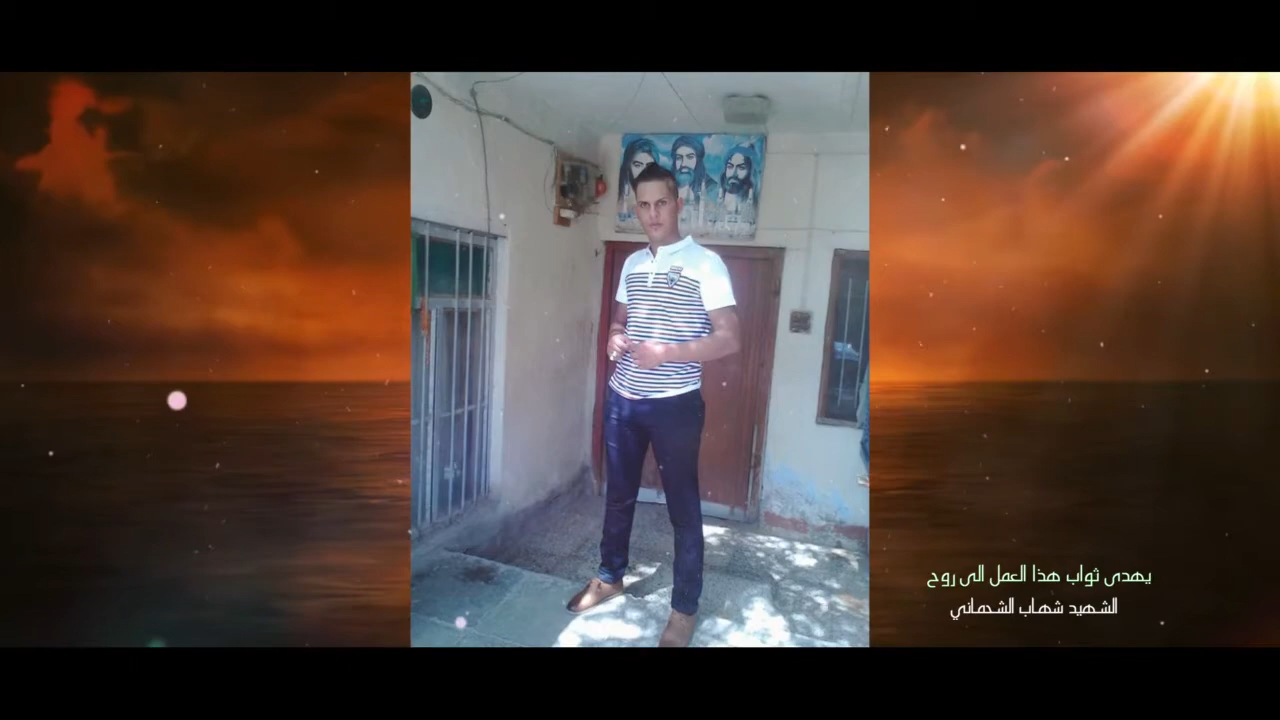 يهدى ثواب هذا العمل الى روح
الشهيد شهاب الشحماني